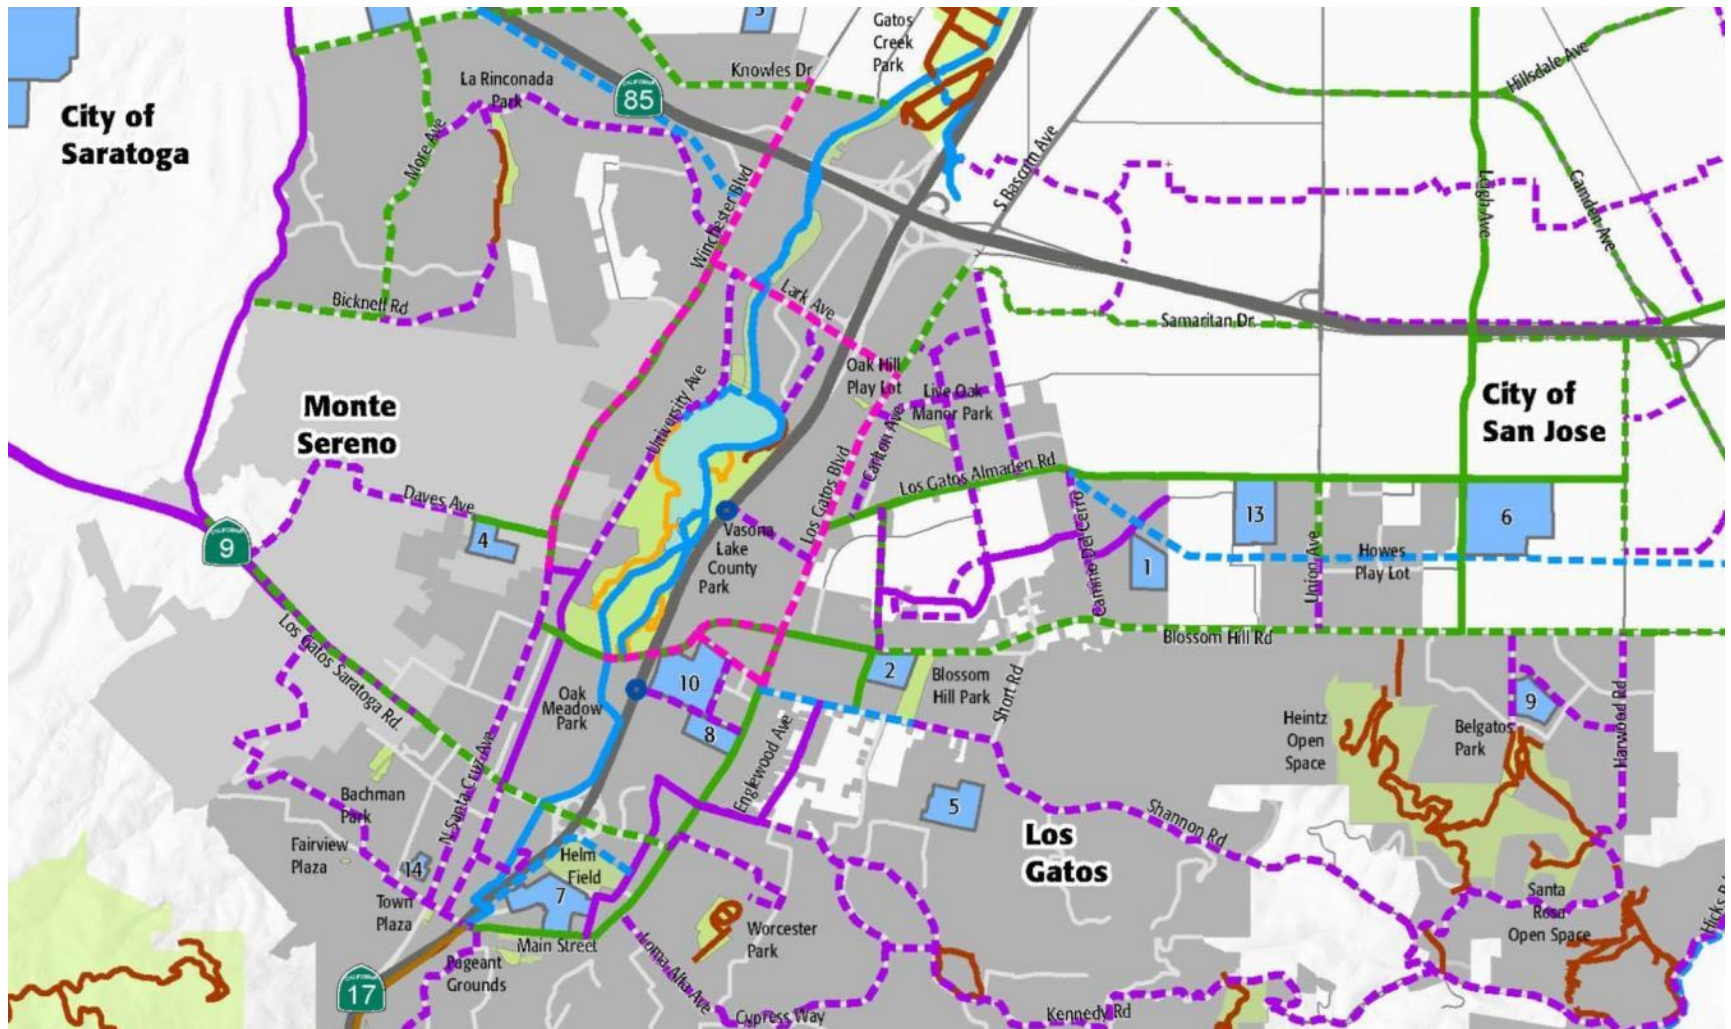 3
Gatos
Creek
Park
Knowles Dr
Hillsdale Ave
La Rinconada
Park
CALIFORNIA
85
City of
Saratoga
More Ave
S Bascom Ave
Winchester Blvd
Leigh Ave
Camden Ave
Bicknell Rd
Lark Ave
Samaritan Dr
Oak Hill
Play Lot
Live Oak
Manor Park
City of
San Jose
Monte
Sereno
University Ave
Carlton Ave
Los Gatos Blvd
Los Gatos Almaden Rd
Daves Ave
CALIFORNIA
9
4
Vasona
Lake
County
Park
Camino Del Cerro
13
1
6
Union Ave
Howes
Play Lot
Blossom Hill Rd
Los Gatos Saratoga Rd.
Oak
Meadow
Park
10
8
2
Blossom
Hill Park
Short Rd
Heintz
Open
Space
Belgatos
Park
9
Harwood Rd
N Santa Cruz Ave
Englewood Ave
5
Shannon Rd
Bachman
Park
Fairview
Plaza
14
Town
Plaza
Helm
Field
7
Los
Gatos
Santa
Rosa
Open Space
Hicks
Main Street
Worcester
Park
Loma Alta Ave
Pageant
Grounds
CALIFORNIA
17
Cypress Way
Kennedy Rd